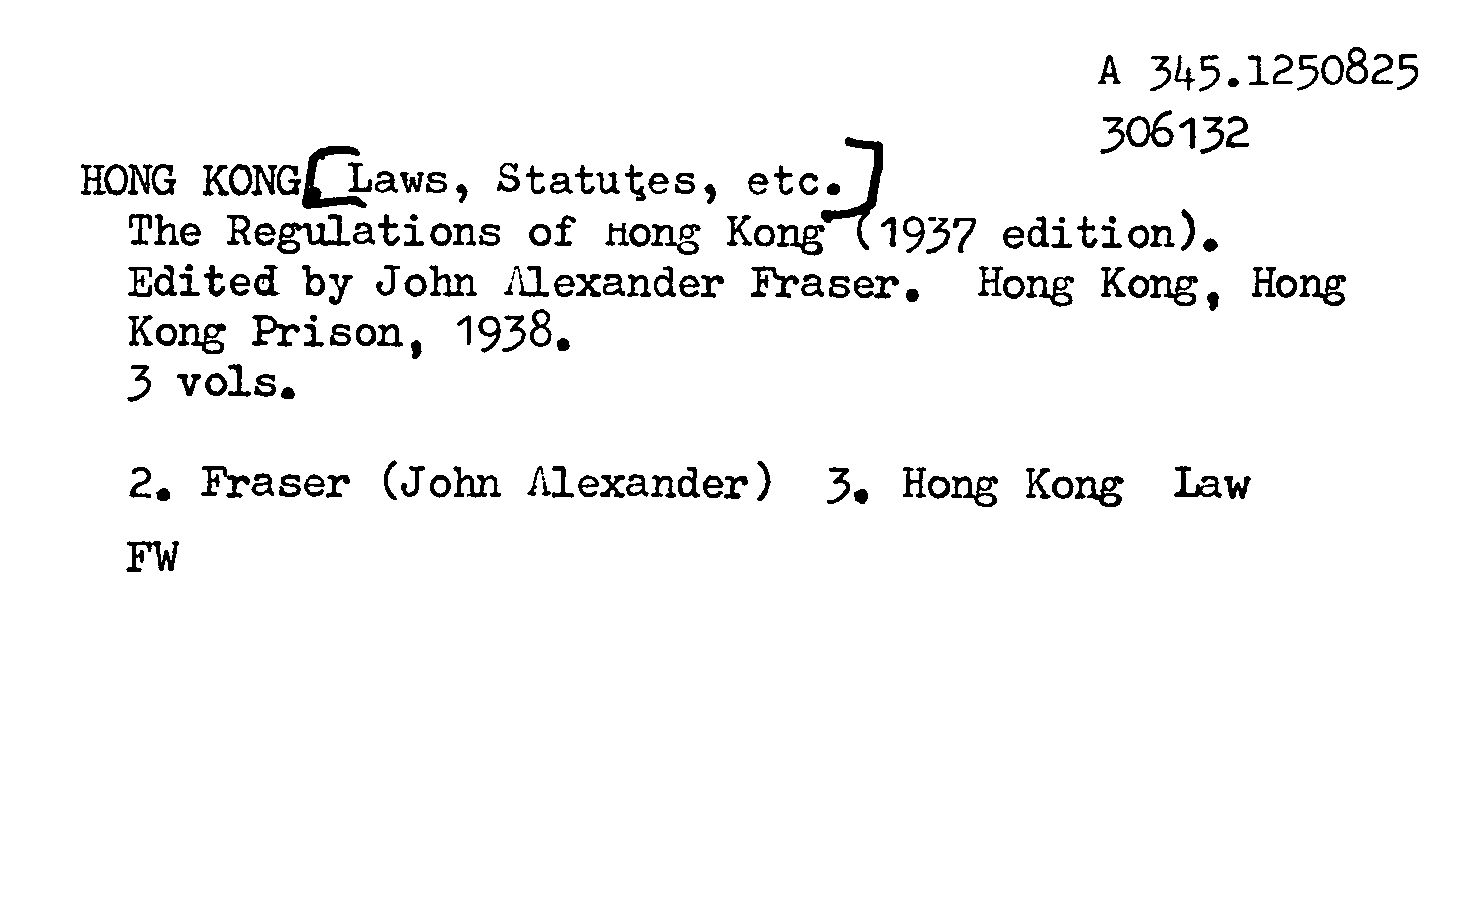 A 345.1250825
306132
HONG KONG. [Laws, Statutes, etc.]
The Regulations of Hong Kong (1937 edition).
Edited by John Alexander Fraser. Hong Kong, Hong
Kong Prison, 1938.
3 vols.
2. Fraser (John Alexander) 3. Hong Kong Law
FW